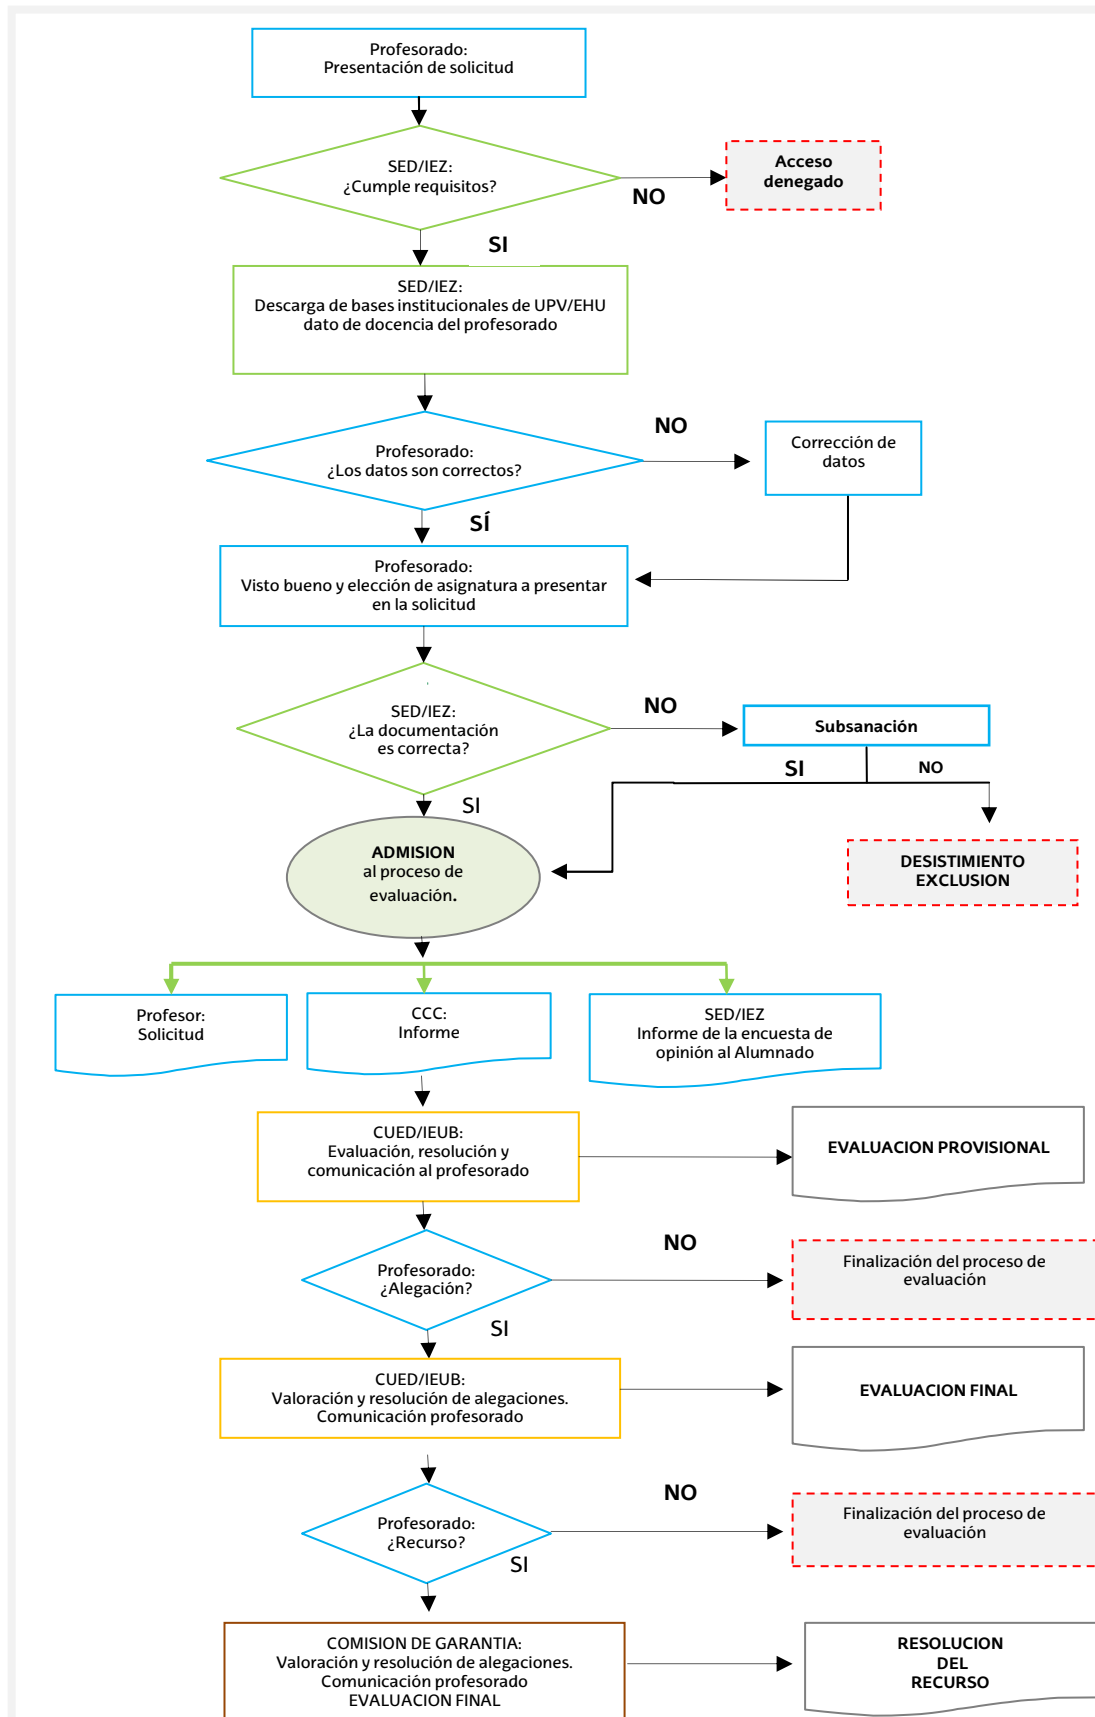 Profesorado:
Presentación de solicitud
SED/IEZ:
¿Cumple requisitos?
NO
Acceso
denegado
SI
SED/IEZ:
Descarga de bases institucionales de UPV/EHU
dato de docencia del profesorado
Profesorado:
¿Los datos son correctos?
NO
Corrección de
datos
SÍ
Profesorado:
Visto bueno y elección de asignatura a presentar
en la solicitud
SED/IEZ:
¿La documentación
es correcta?
NO
Subsanación
SI
NO
SI
ADMISION
al proceso de
evaluación.
DESISTIMIENTO
EXCLUSION
Profesor:
Solicitud
CCC:
Informe
SED/IEZ
Informe de la encuesta de
opinión al Alumnado
CUED/IEUB:
Evaluación, resolución y
comunicación al profesorado
EVALUACION PROVISIONAL
Profesorado:
¿Alegación?
NO
Finalización del proceso de
evaluación
SI
CUED/IEUB:
Valoración y resolución de alegaciones.
Comunicación profesorado
EVALUACION FINAL
Profesorado:
¿Recurso?
NO
Finalización del proceso de
evaluación
SI
COMISION DE GARANTIA:
Valoración y resolución de alegaciones.
Comunicación profesorado
EVALUACION FINAL
RESOLUCION
DEL
RECURSO